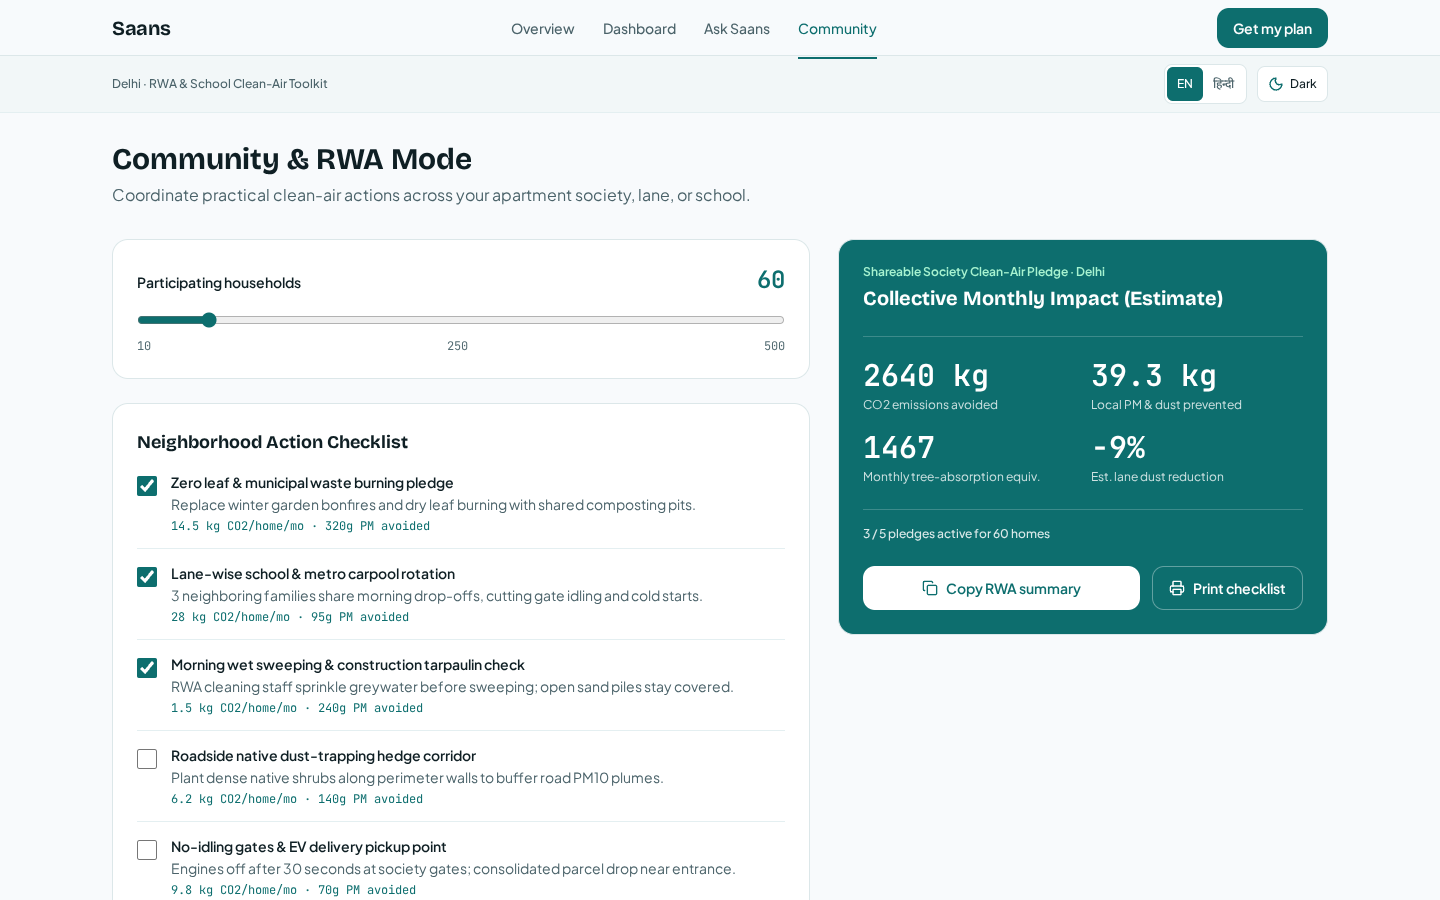 Saans
Overview
Dashboard
Ask Saans
Community
Get my plan
Delhi · RWA & School Clean-Air Toolkit
EN
हिन्दी
Dark
Community & RWA Mode
Coordinate practical clean-air actions across your apartment society, lane, or school.
Participating households
60
10
250
500
Neighborhood Action Checklist
Zero leaf & municipal waste burning pledge
Replace winter garden bonfires and dry leaf burning with shared composting pits.
14.5 kg CO2/home/mo · 320g PM avoided
Lane-wise school & metro carpool rotation
3 neighboring families share morning drop-offs, cutting gate idling and cold starts.
28 kg CO2/home/mo · 95g PM avoided
Morning wet sweeping & construction tarpaulin check
RWA cleaning staff sprinkle greywater before sweeping; open sand piles stay covered.
1.5 kg CO2/home/mo · 240g PM avoided
Roadside native dust-trapping hedge corridor
Plant dense native shrubs along perimeter walls to buffer road PM10 plumes.
6.2 kg CO2/home/mo · 140g PM avoided
No-idling gates & EV delivery pickup point
Engines off after 30 seconds at society gates; consolidated parcel drop near entrance.
9.8 kg CO2/home/mo · 70g PM avoided
Shareable Society Clean-Air Pledge · Delhi
Collective Monthly Impact (Estimate)
2640 kg
CO2 emissions avoided
39.3 kg
Local PM & dust prevented
1467
Monthly tree-absorption equiv.
-9%
Est. lane dust reduction
3 / 5 pledges active for 60 homes
Copy RWA summary
Print checklist